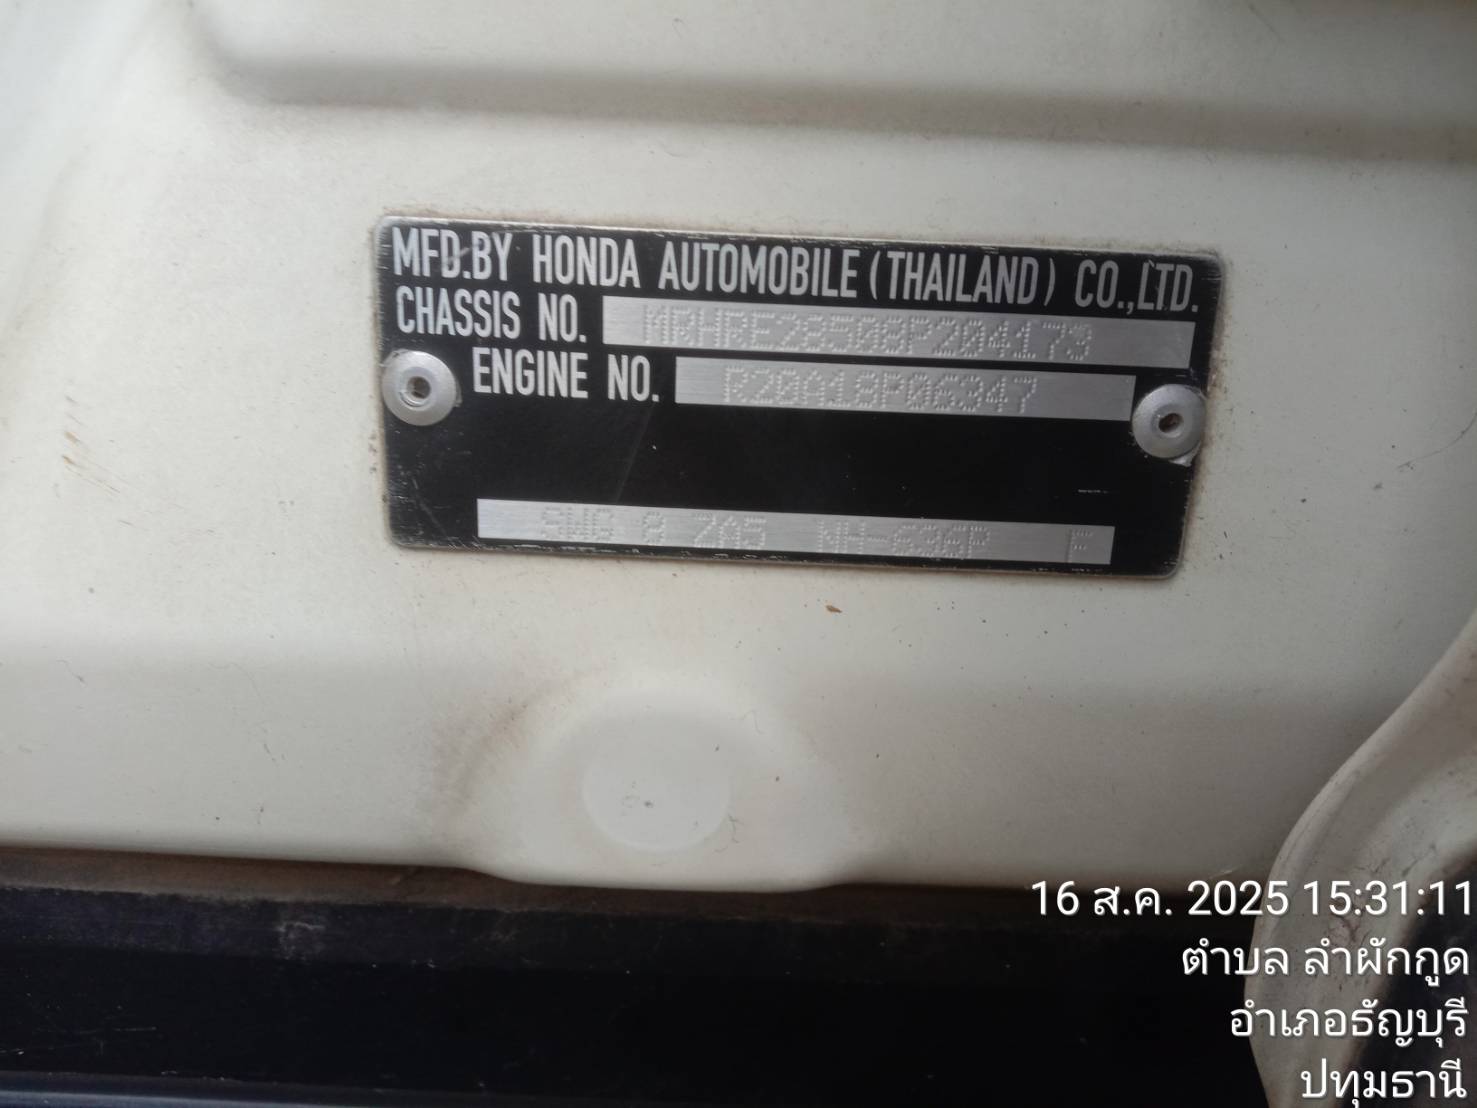 MFD.BY HONDA AUTOMOBILE (THAILAND) CO.,LTD.
CHASSIS NO. MRHRE28508P204173
ENGINE NO. R20A18P06347
SWG 8 ZA5 NH-636P F
16 ส.ค. 2025 15:31:11
ตำบล ลำผักกูด
อำเภอธัญบุรี
ปทุมธานี